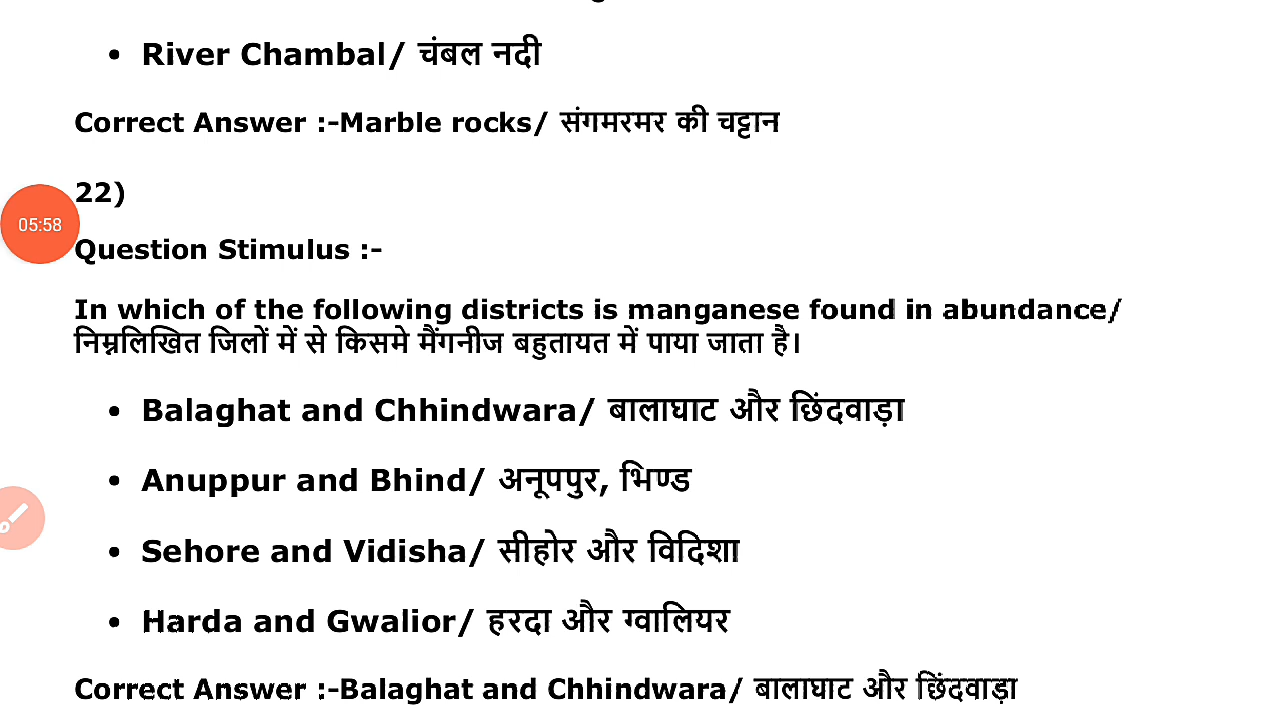 River Chambal/ चंबल नदी
Correct Answer :-Marble rocks/ संगमरमर की चट्टान
22)
05:58
Question Stimulus :-
In which of the following districts is manganese found in abundance/
निम्नलिखित जिलों में से किसमे मैंगनीज बहुतायत में पाया जाता है।
Balaghat and Chhindwara/ बालाघाट और छिंदवाड़ा
Anuppur and Bhind/ अनूपपुर, भिण्ड
Sehore and Vidisha/ सीहोर और विदिशा
Harda and Gwalior/ हरदा और ग्वालियर
Correct Answer :-Balaghat and Chhindwara/ बालाघाट और छिंदवाड़ा